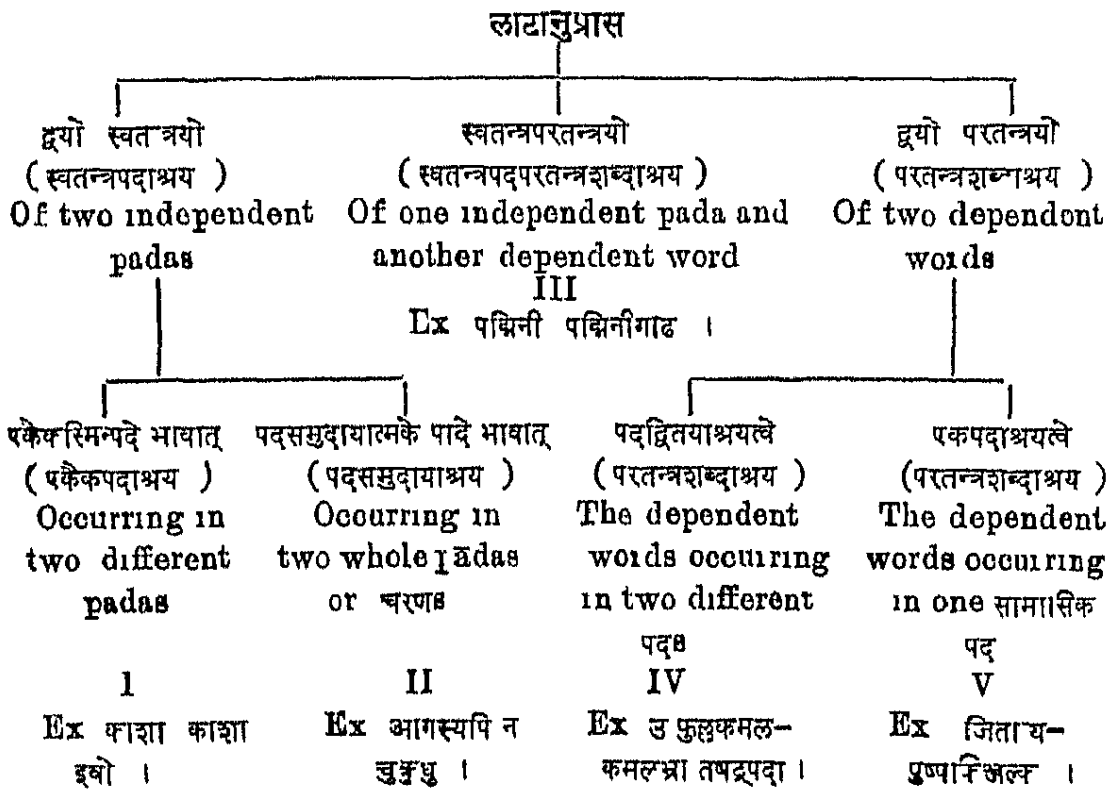 लाटानुप्रास
द्वयो स्वतन्त्रयो
(स्वतन्त्रपदाश्रय)
Of two independent
padas
स्वतन्त्रपरतन्त्रयो
(स्वतन्त्रपदपरतन्त्रशब्दाश्रय)
Of one independent pada and
another dependent word
III
Ex पद्मिनी पद्मिनीगाढ ।
द्वयो परतन्त्रयो
(परतन्त्रशब्दाश्रय)
Of two dependent
words
एकैकस्मिन्पदे भावात्
(एकैकपदाश्रय)
Occurring in
two different
padas
1
Ex काशा काशा
इवो ।
पदसमुदायात्मके पादे भावात्
(पदसमुदायाश्रय)
Occurring in
two whole pādas
or चरणs
II
Ex आगस्यपि न
चुक्रुधु ।
पदद्वितयाश्रयत्वे
(परतन्त्रशब्दाश्रय)
The dependent
words occurring
in two different
पदs
IV
Ex उ फुल्लकमल-
कमलभ्रा तषट्पदा ।
एकपदाश्रयत्वे
(परतन्त्रशब्दाश्रय)
The dependent
words occurring
in one सामासिक
पद
V
Ex जिता य-
पुष्पकिञ्जल्क ।